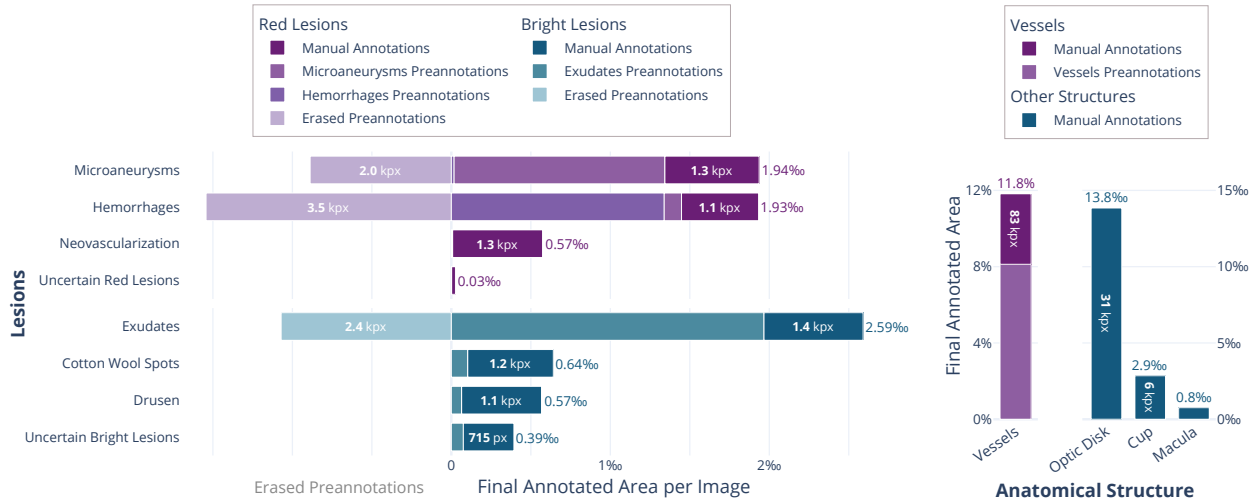 Red Lesions
Manual Annotations
Microaneurysms Preannotations
Hemorrhages Preannotations
Erased Preannotations
Bright Lesions
Manual Annotations
Exudates Preannotations
Erased Preannotations
Lesions
Microaneurysms
2.0 kpx
1.3 kpx
1.94‰
Hemorrhages
3.5 kpx
1.1 kpx
1.93‰
Neovascularization
1.3 kpx
0.57‰
Uncertain Red Lesions
0.03‰
Exudates
2.4 kpx
1.4 kpx
2.59‰
Cotton Wool Spots
1.2 kpx
0.64‰
Drusen
1.1 kpx
0.57‰
Uncertain Bright Lesions
715 px
0.39‰
0
1‰
2‰
Erased Preannotations
Final Annotated Area per Image
Vessels
Manual Annotations
Vessels Preannotations
Other Structures
Manual Annotations
Final Annotated Area
12%
8%
4%
0%
11.8%
83 kpx
13.8%
31 kpx
2.9%
6 kpx
0.8%
15‰
10‰
5‰
0‰
Vessels
Optic Disk
Cup
Macula
Anatomical Structure